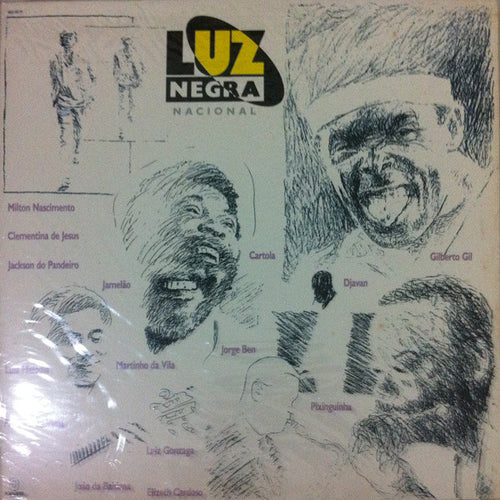 LUZ
NEGRA
NACIONAL
Milton Nascimento
Clementina de Jesus
Cartola
Gilberto Gil
Jackson do Pandeiro
Jamelão
Djavan
Jorge Ben
Martinho da Vila
Pixinguinha
Luiz Gonzaga
João da Baiana
Elizeth Cardoso